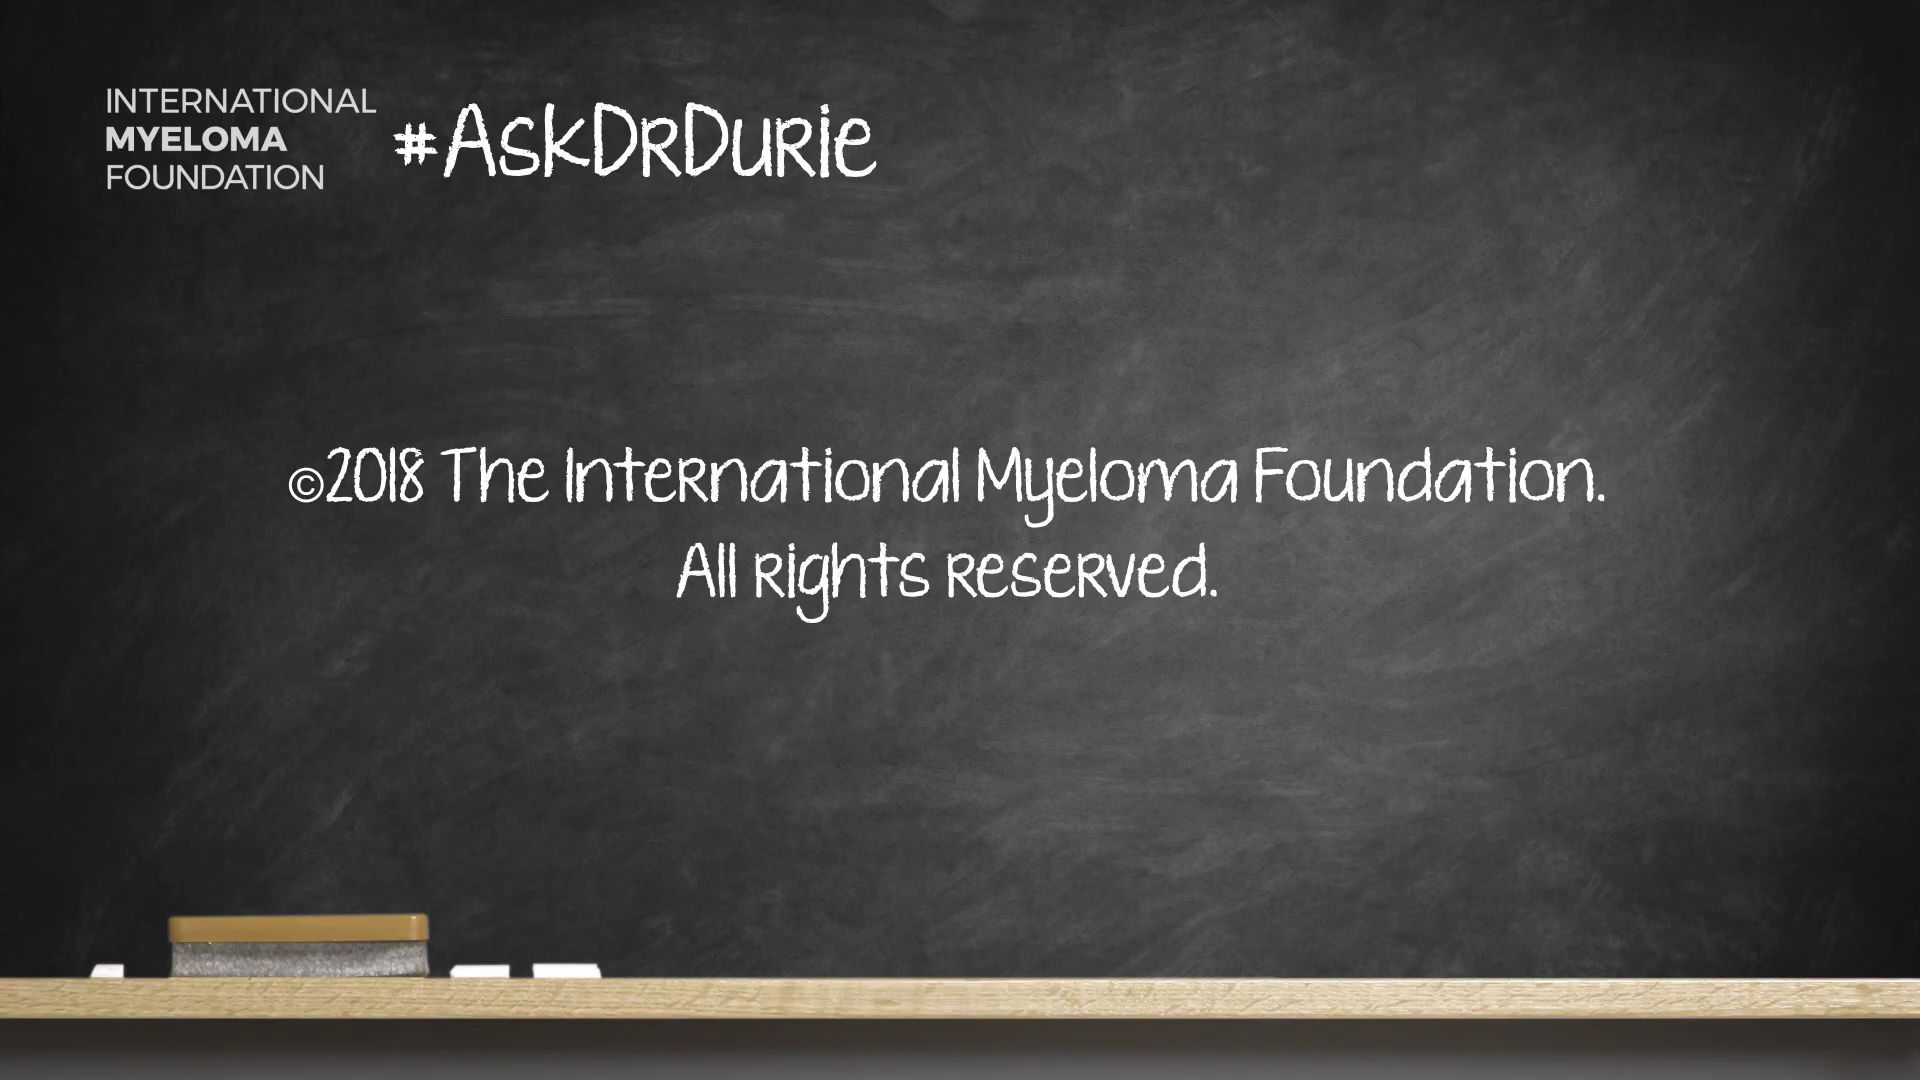 INTERNATIONAL
MYELOMA
FOUNDATION
#AskDrDurie
©2018 The International Myeloma Foundation.
All rights reserved.